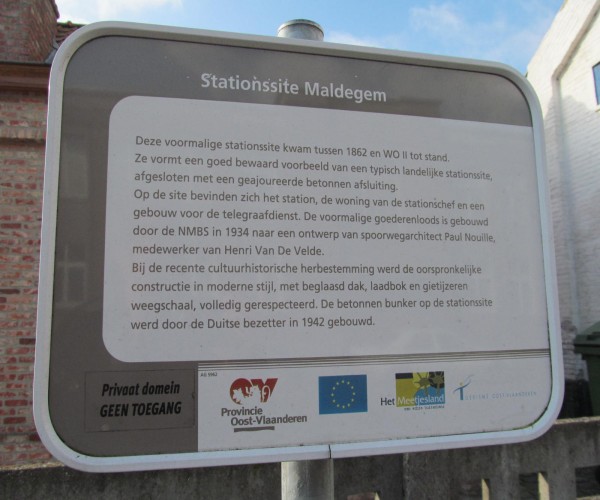 Stationssite Maldegem
Deze voormalige stationssite kwam tussen 1862 en WO II tot stand.
Ze vormt een goed bewaard voorbeeld van een typisch landelijke stationssite,
afgesloten met een geajoureerde betonnen afsluiting.
Op de site bevinden zich het station, de woning van de stationschef en een
gebouw voor de telegraafdienst. De voormalige goederenloods is gebouwd
door de NMBS in 1934 naar een ontwerp van spoorwegarchitect Paul Nouille,
medewerker van Henri Van De Velde.
Bij de recente cultuurhistorische herbestemming werd de oorspronkelijke
constructie in moderne stijl, met beglaasd dak, laadbok en gietijzeren
weegschaal, volledig gerespecteerd. De betonnen bunker op de stationssite
werd door de Duitse bezetter in 1942 gebouwd.
Privaat domein
GEEN TOEGANG
Provincie
Oost-Vlaanderen
Het Meetjesland